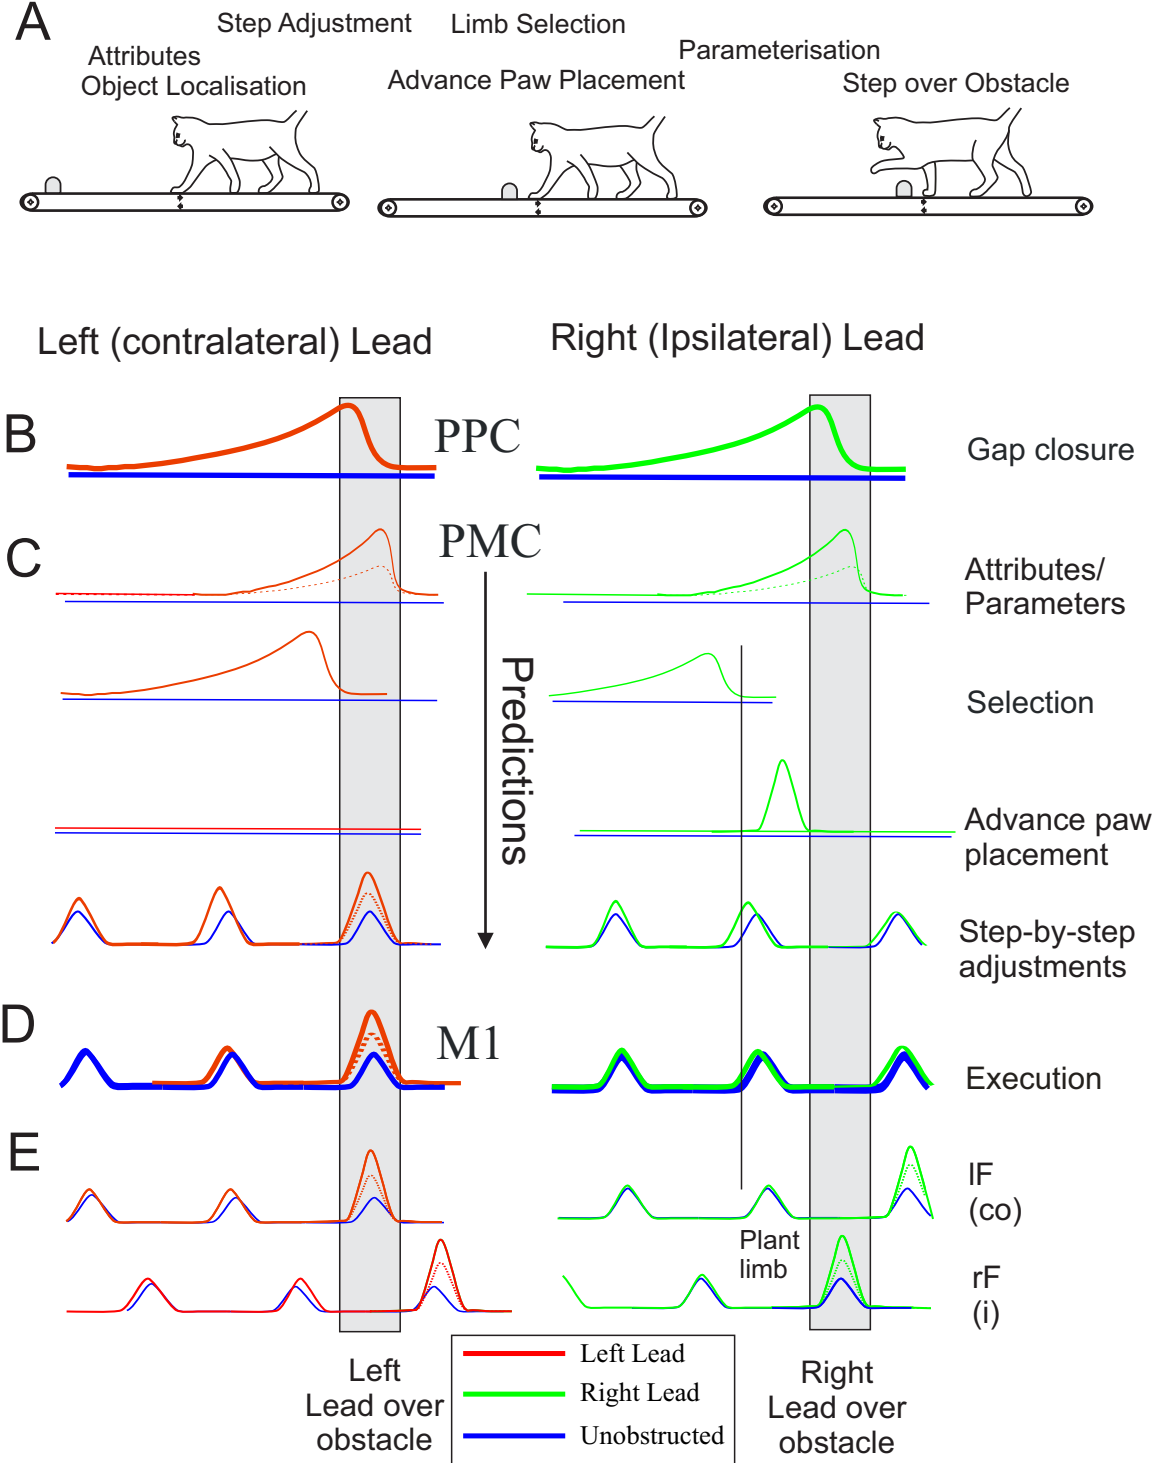 A
Step Adjustment
Limb Selection
Attributes
Object Localisation
Advance Paw Placement
Parameterisation
Step over Obstacle
Left (contralateral) Lead
Right (Ipsilateral) Lead
B
PPC
Gap closure
C
PMC
Attributes/
Parameters
Predictions
Selection
Advance paw
placement
Step-by-step
adjustments
D
M1
Execution
E
lF
(co)
Plant
limb
rF
(i)
Left
Lead over
obstacle
Left Lead
Right Lead
Unobstructed
Right
Lead over
obstacle